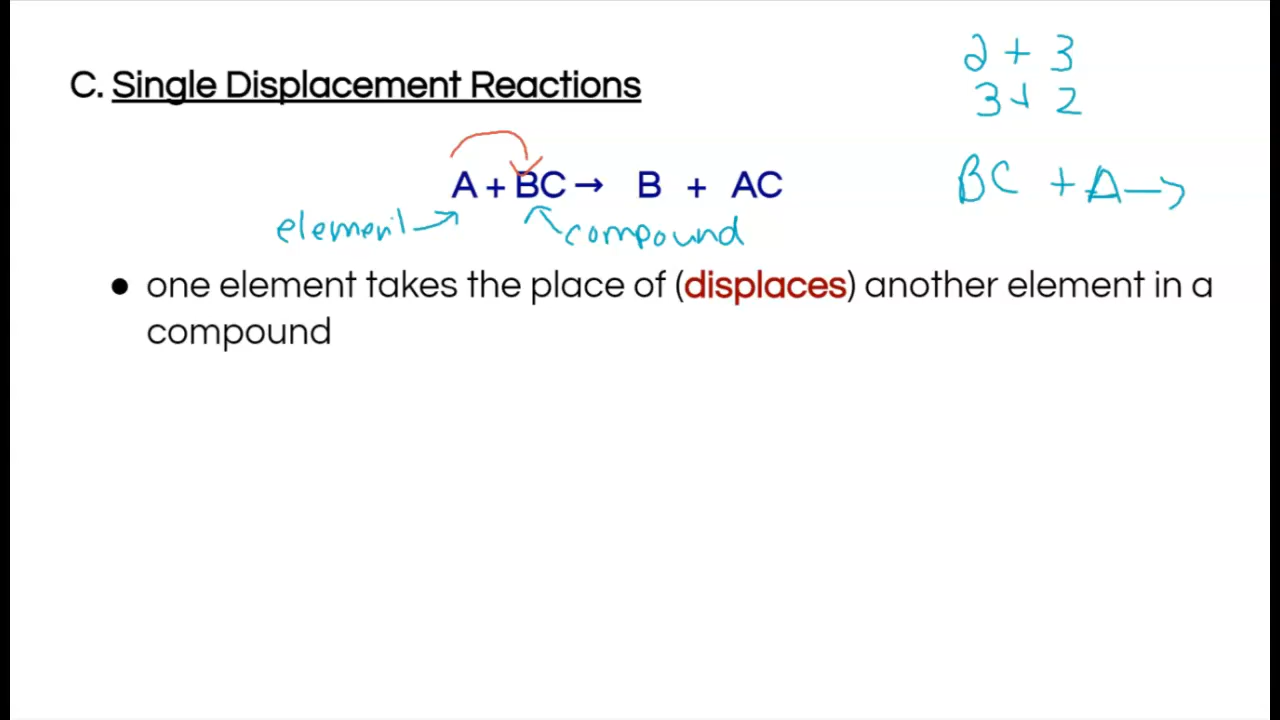 2 + 3
C. Single Displacement Reactions
3 + 2
A + BC → B + AC
BC + A →
element → compound
• one element takes the place of (displaces) another element in a
compound